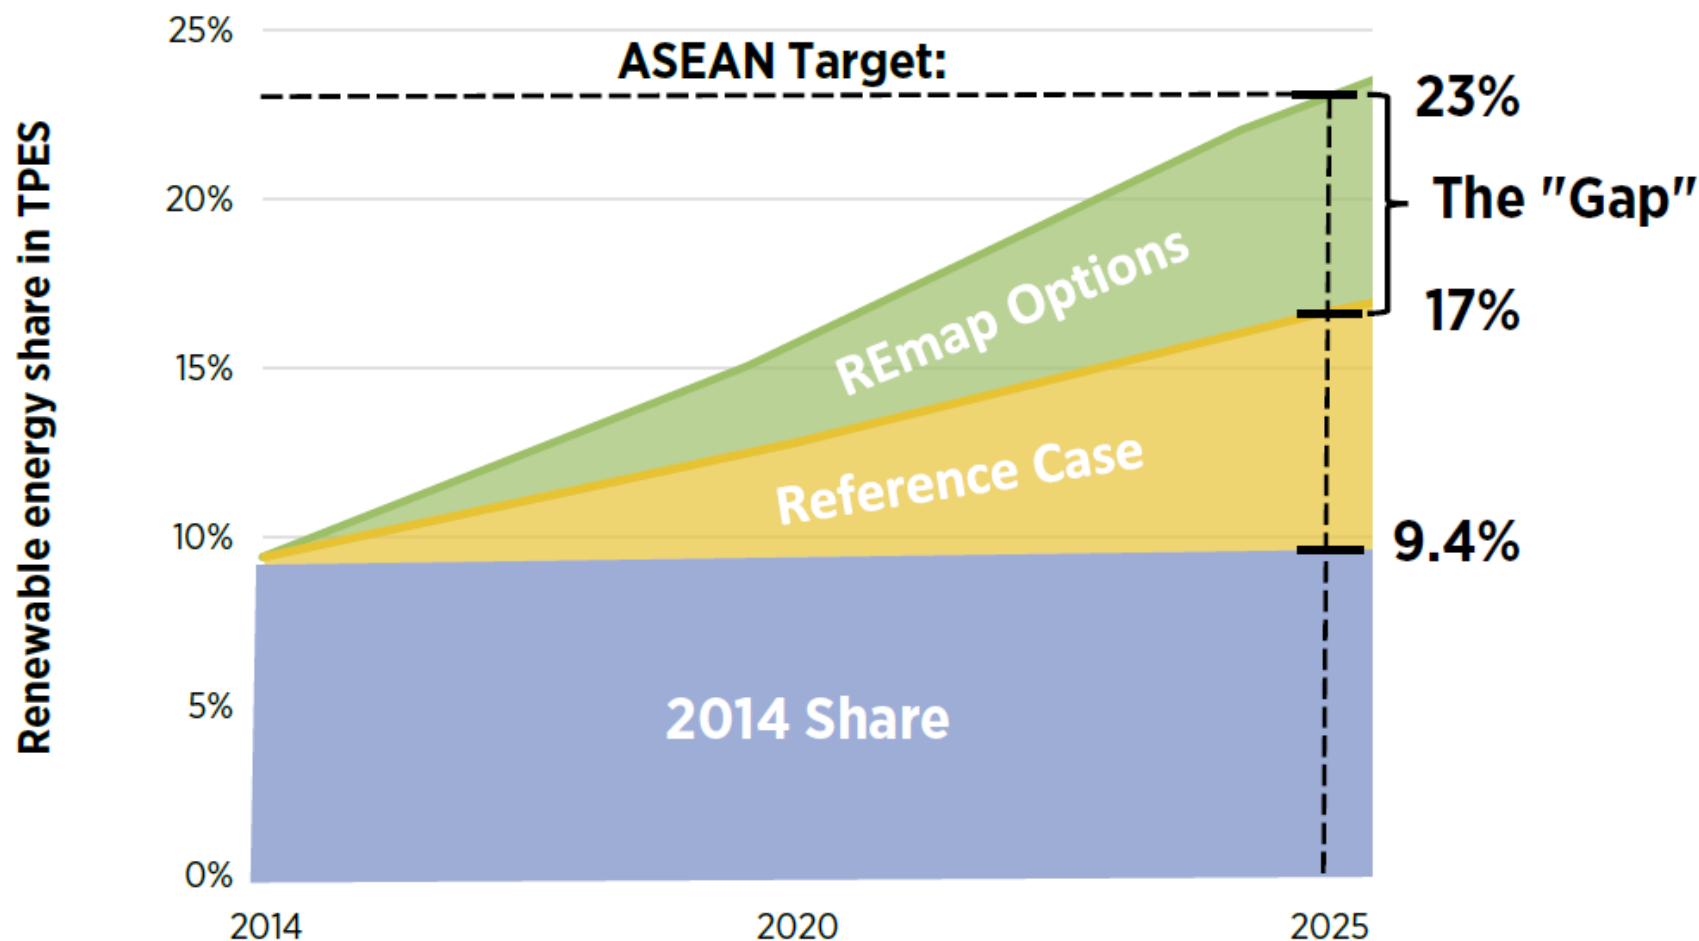 25%
ASEAN Target:
23%
20%
The "Gap"
REmap Options
17%
15%
Reference Case
10%
9.4%
5%
2014 Share
0%
2014 2020 2025
Renewable energy share in TPES